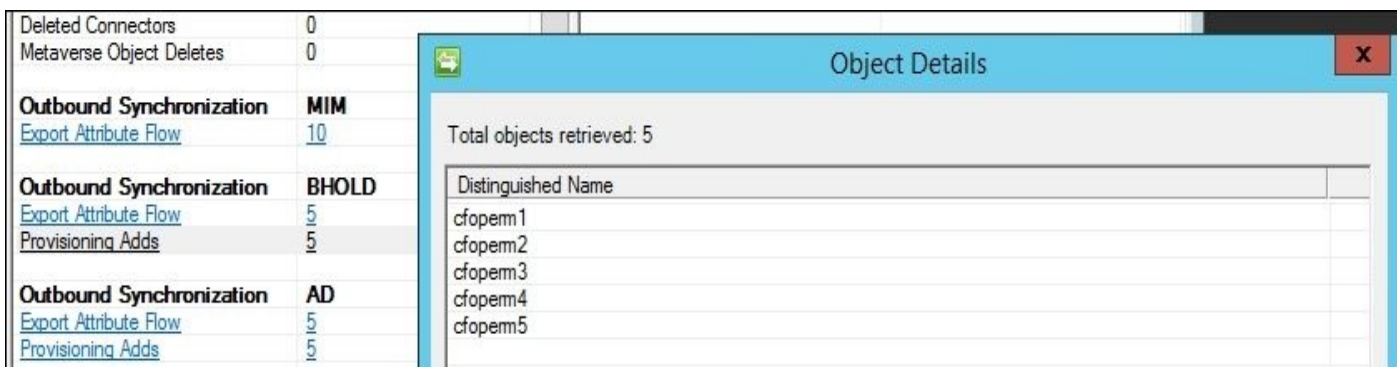 Deleted Connectors 0
Metaverse Object Deletes 0
Outbound Synchronization MIM
Export Attribute Flow 10
Outbound Synchronization BHOLD
Export Attribute Flow 5
Provisioning Adds 5
Outbound Synchronization AD
Export Attribute Flow 5
Provisioning Adds 5
Object Details X
Total objects retrieved: 5
Distinguished Name
cfoperm1
cfoperm2
cfoperm3
cfoperm4
cfoperm5